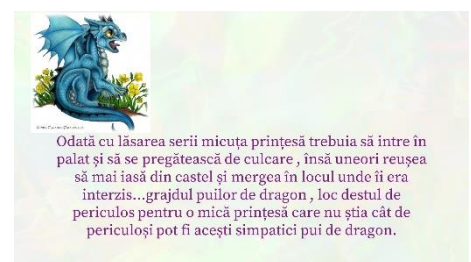 Odată cu lăsarea serii micuța prințesă trebuia să intre în
palat și să se pregătească de culcare , însă uneori reușea
să mai iasă din castel și mergea în locul unde îi era
interzis...grajdul puilor de dragon , loc destul de
periculos pentru o mică prințesă care nu știa cât de
periculoși pot fi acești simpatici pui de dragon.